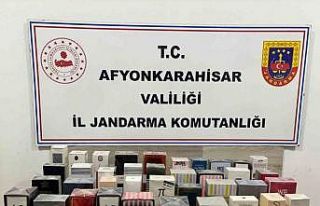 T.C.
AFYONKARAHİSAR
VALİLİĞİ
İL JANDARMA KOMUTANLIĞI